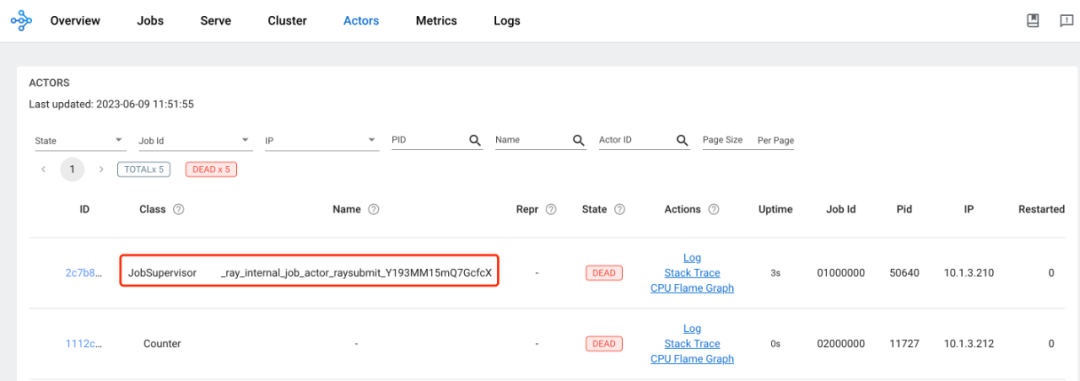 Overview Jobs Serve Cluster Actors Metrics Logs
ACTORS
Last updated: 2023-06-09 11:51:55
State Job Id IP PID Name Actor ID Page Size Per Page
< 1 > TOTALx 5 DEAD x 5
ID Class ? Name ? Repr ? State ? Actions ? Uptime Job Id Pid IP Restarted
Log
2c7b8... JobSupervisor _ray_internal_job_actor_raysubmit_Y193MM15mQ7GcfcX - DEAD Stack Trace 3s 01000000 50640 10.1.3.210 0
CPU Flame Graph
Log
1112c... Counter - - DEAD Stack Trace 0s 02000000 11727 10.1.3.212 0
CPU Flame Graph